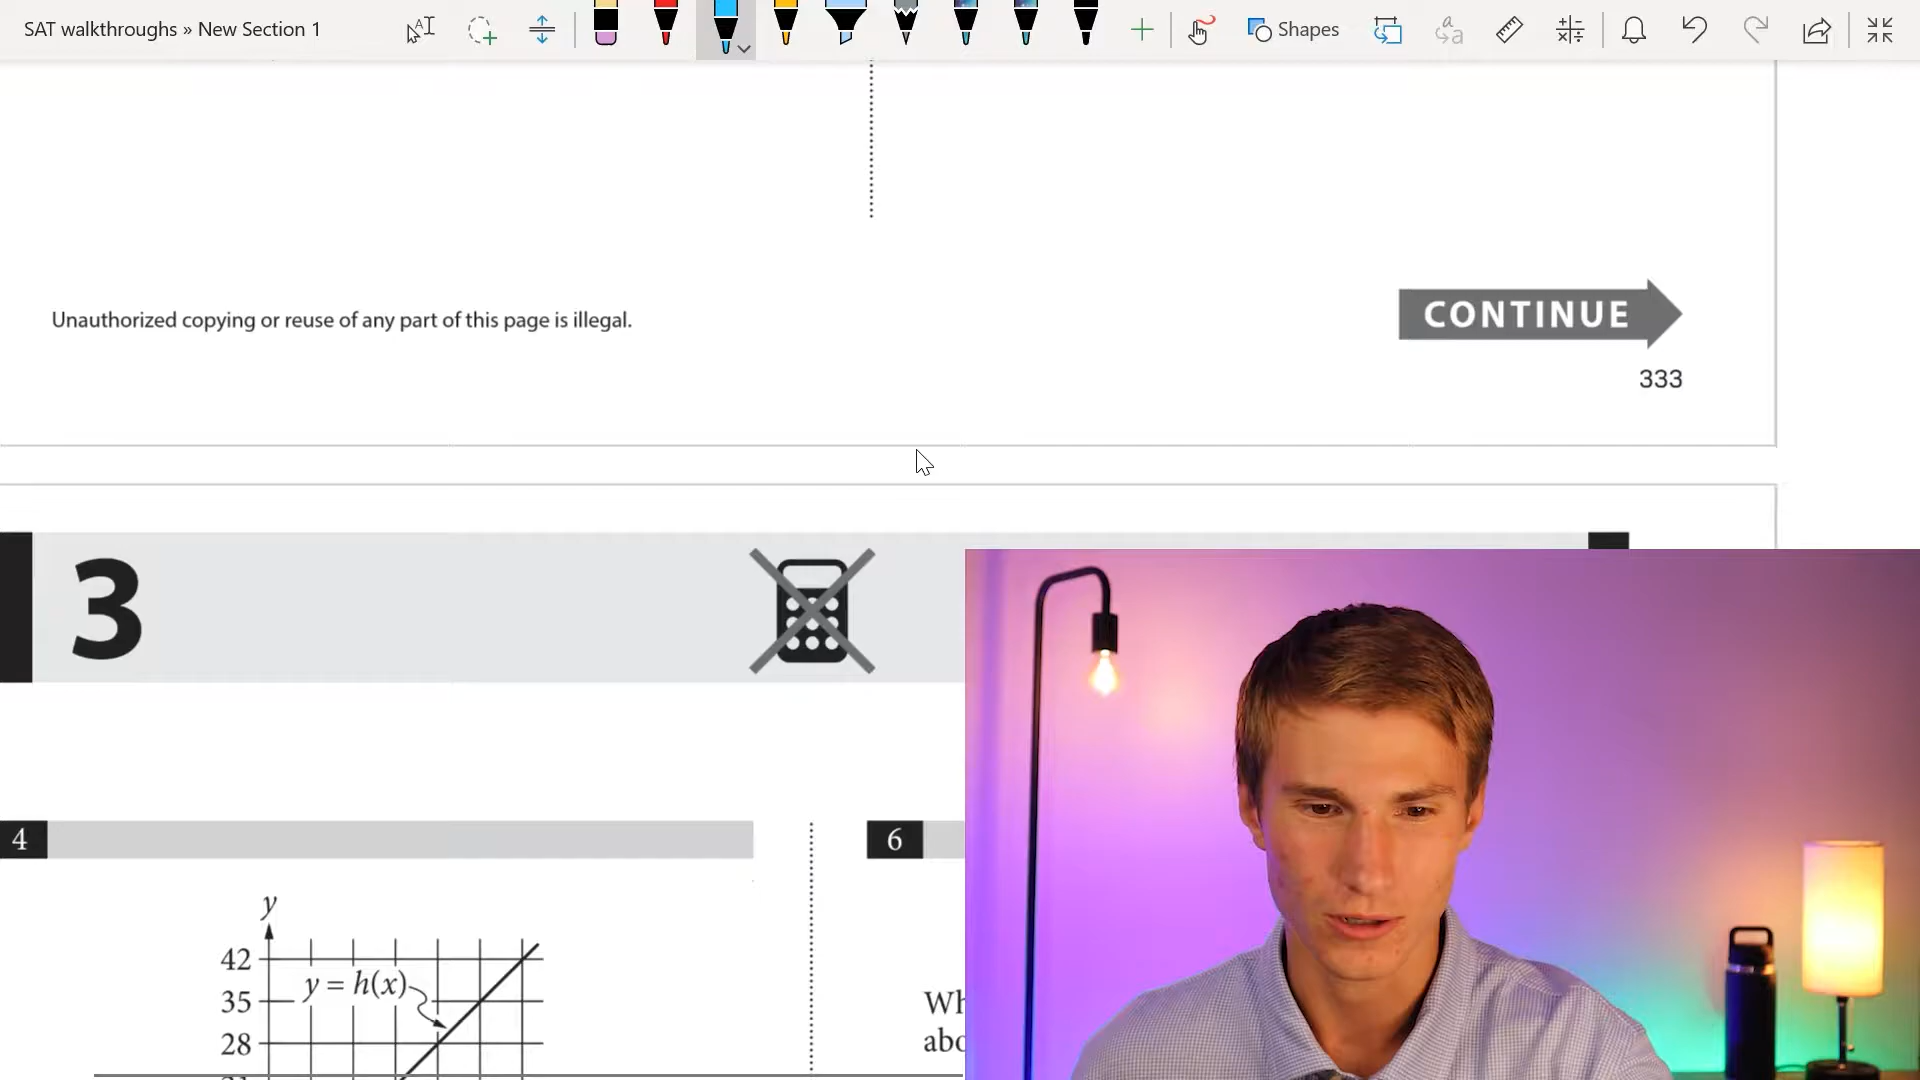 SAT walkthroughs » New Section 1
Shapes
Unauthorized copying or reuse of any part of this page is illegal.
CONTINUE
333
3
4
y
42
y = h(x)
35
28
6
abo